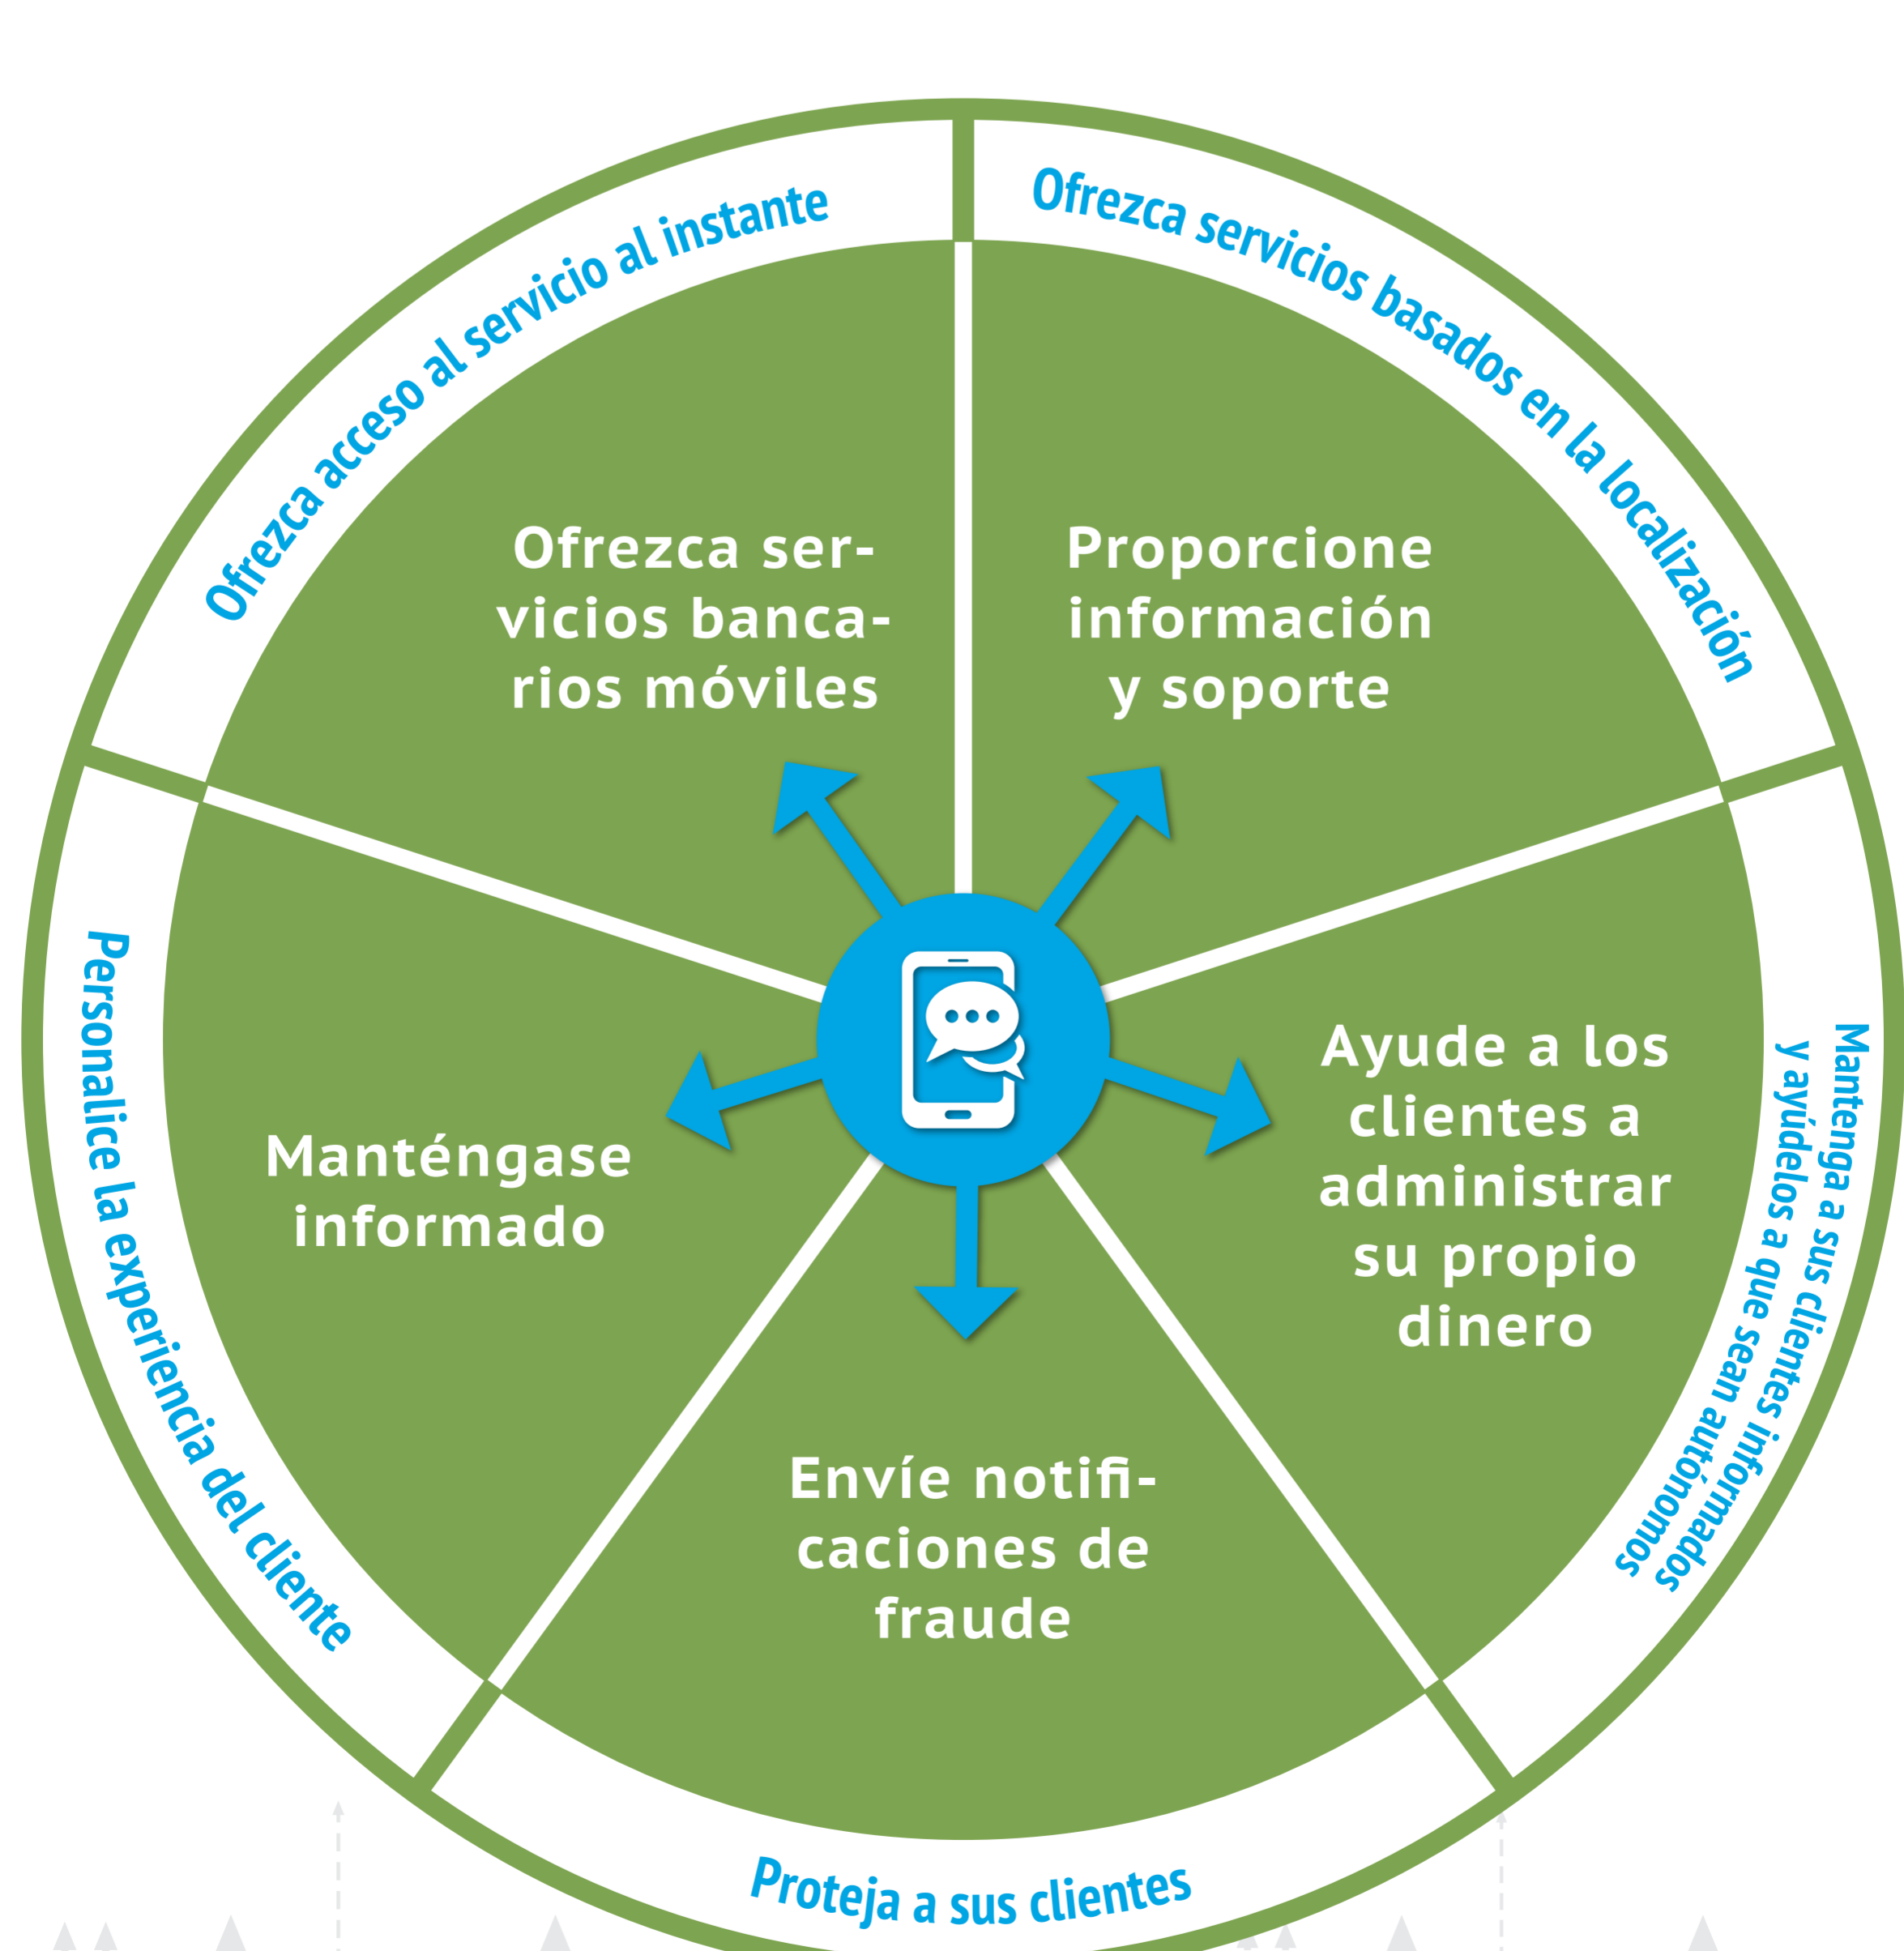 Ofrezca acceso al servicio al instante
Ofrezca servicios basados en la localización
Ofrezca ser-
vicios banca-
rios móviles
Proporcione
información
y soporte
Ayude a los
clientes a
administrar
su propio
dinero
Mantenga a sus clientes informados
y ayúdelos a que sean autónomos
Manténgase
informado
Personalice la experiencia del cliente
Envíe notifi-
caciones de
fraude
Proteja a sus clientes